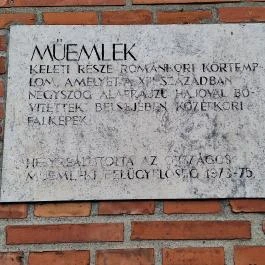 MŰEMLÉK
KELETI RÉSZE ROMÁNKORI KÖRTEMP-
LOM, AMELYET A XIII. SZÁZADBAN
NÉGYSZÖG ALAPRAJZÚ HAJÓVAL BŐ-
VÍTETTEK. BELSEJÉBEN KÖZÉPKORI
FALKÉPEK.
HELYREÁLLÍTOTTA AZ ORSZÁGOS
MŰEMLÉKI FELÜGYELŐSÉG 1973-75.